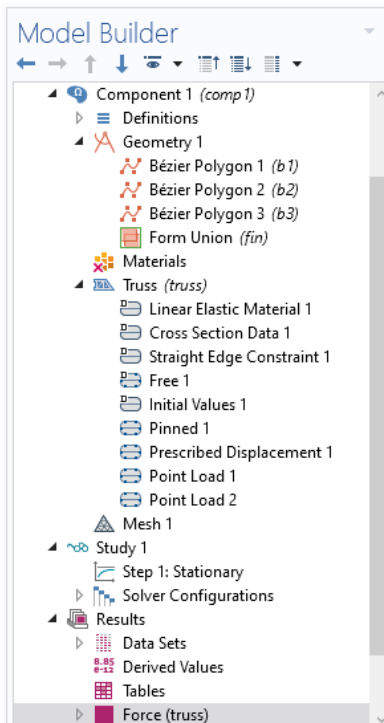 Model Builder
Component 1 (comp1)
Definitions
Geometry 1
Bézier Polygon 1 (b1)
Bézier Polygon 2 (b2)
Bézier Polygon 3 (b3)
Form Union (fin)
Materials
Truss (truss)
Linear Elastic Material 1
Cross Section Data 1
Straight Edge Constraint 1
Free 1
Initial Values 1
Pinned 1
Prescribed Displacement 1
Point Load 1
Point Load 2
Mesh 1
Study 1
Step 1: Stationary
Solver Configurations
Results
Data Sets
8.85
e-12
Derived Values
Tables
Force (truss)